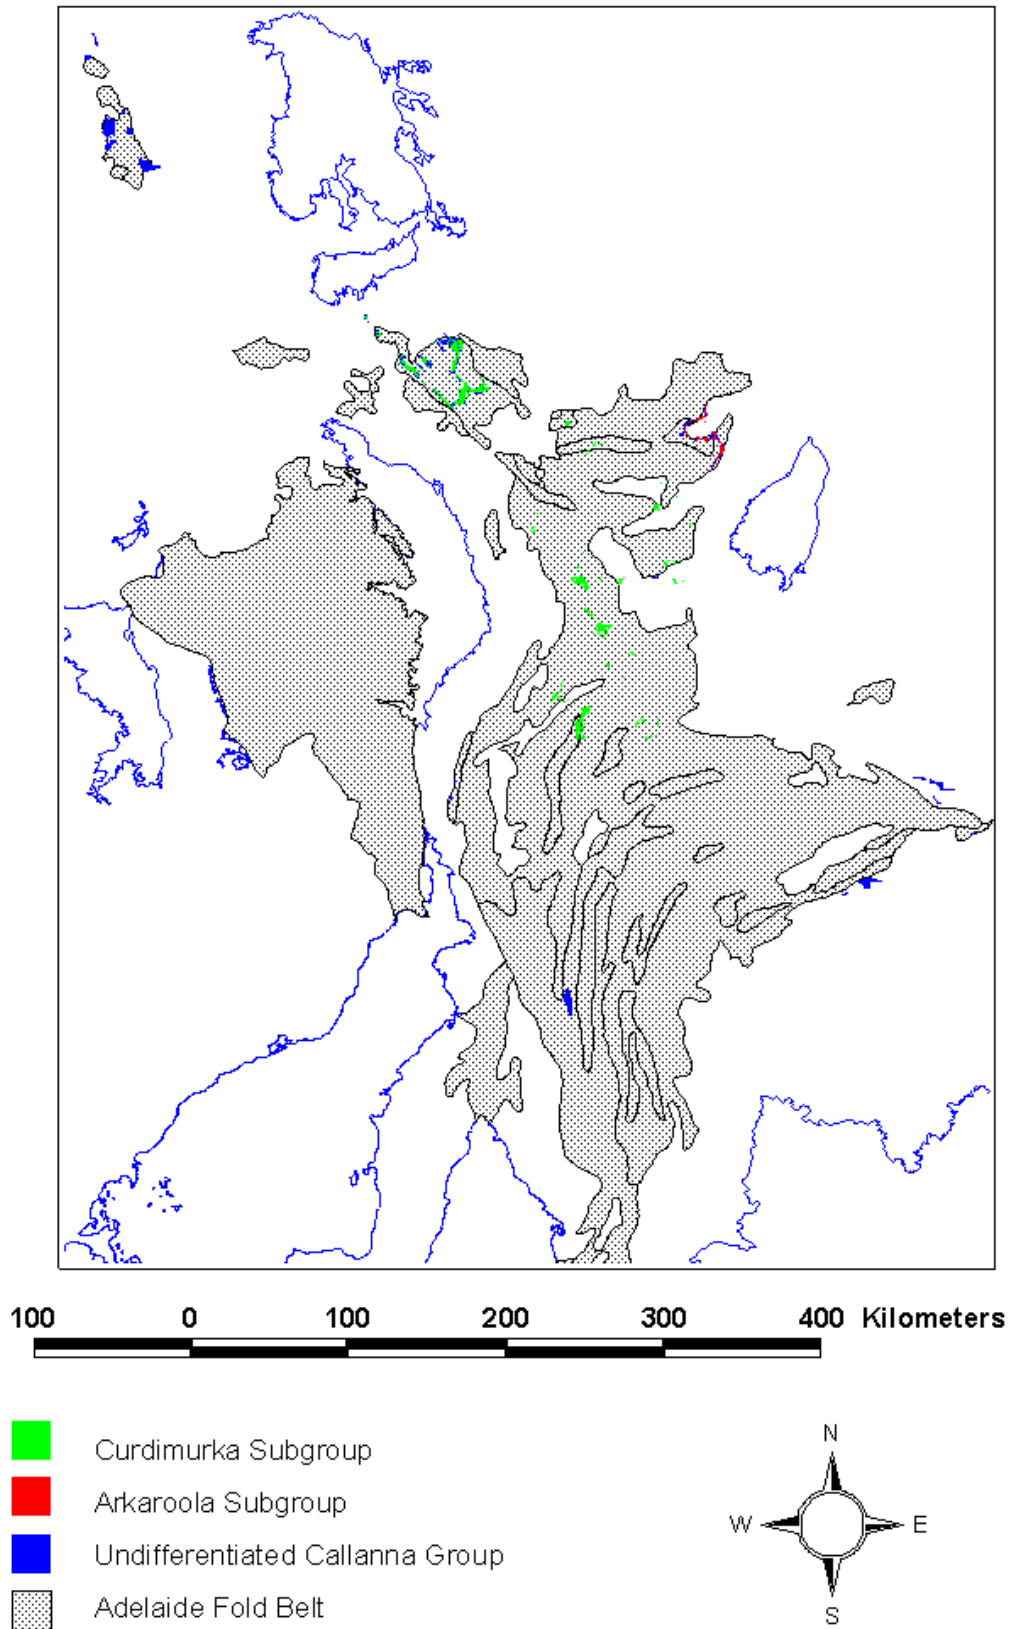 100 0 100 200 300 400 Kilometers
Curdimurka Subgroup
Arkaroola Subgroup
Undifferentiated Callanna Group
Adelaide Fold Belt
N
W E
S